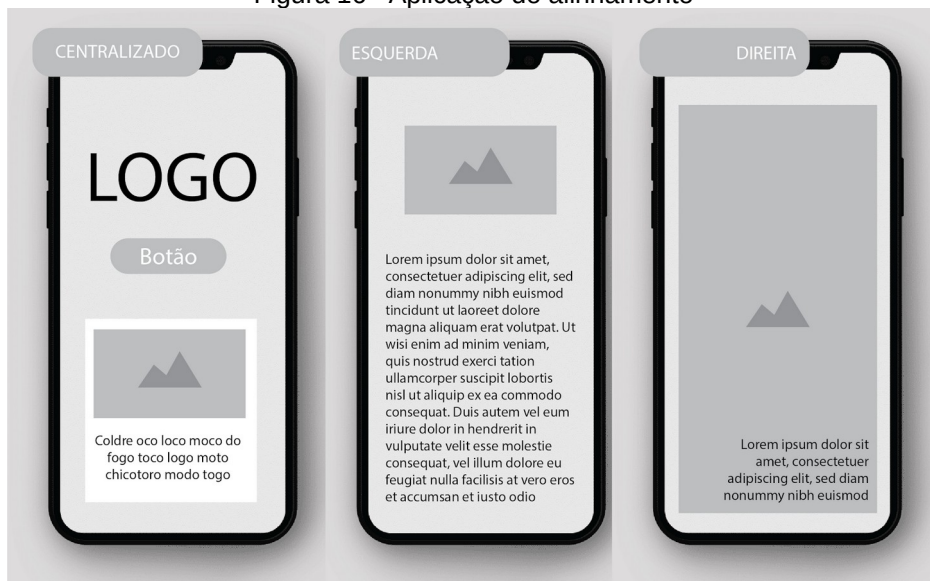 CENTRALIZADO
LOGO
Botão
Coldre oco loco moco do
fogo toco logo moto
chicotoro modo togo
ESQUERDA
Lorem ipsum dolor sit amet,
consectetuer adipiscing elit, sed
diam nonummy nibh euismod
tincidunt ut laoreet dolore
magna aliquam erat volutpat. Ut
wisi enim ad minim veniam,
quis nostrud exerci tation
ullamcorper suscipit lobortis
nisl ut aliquip ex ea commodo
consequat. Duis autem vel eum
iriure dolor in hendrerit in
vulputate velit esse molestie
consequat, vel illum dolore eu
feugiat nulla facilisis at vero eros
et accumsan et iusto odio
DIREITA
Lorem ipsum dolor sit
amet, consectetuer
adipiscing elit, sed diam
nonummy nibh euismod